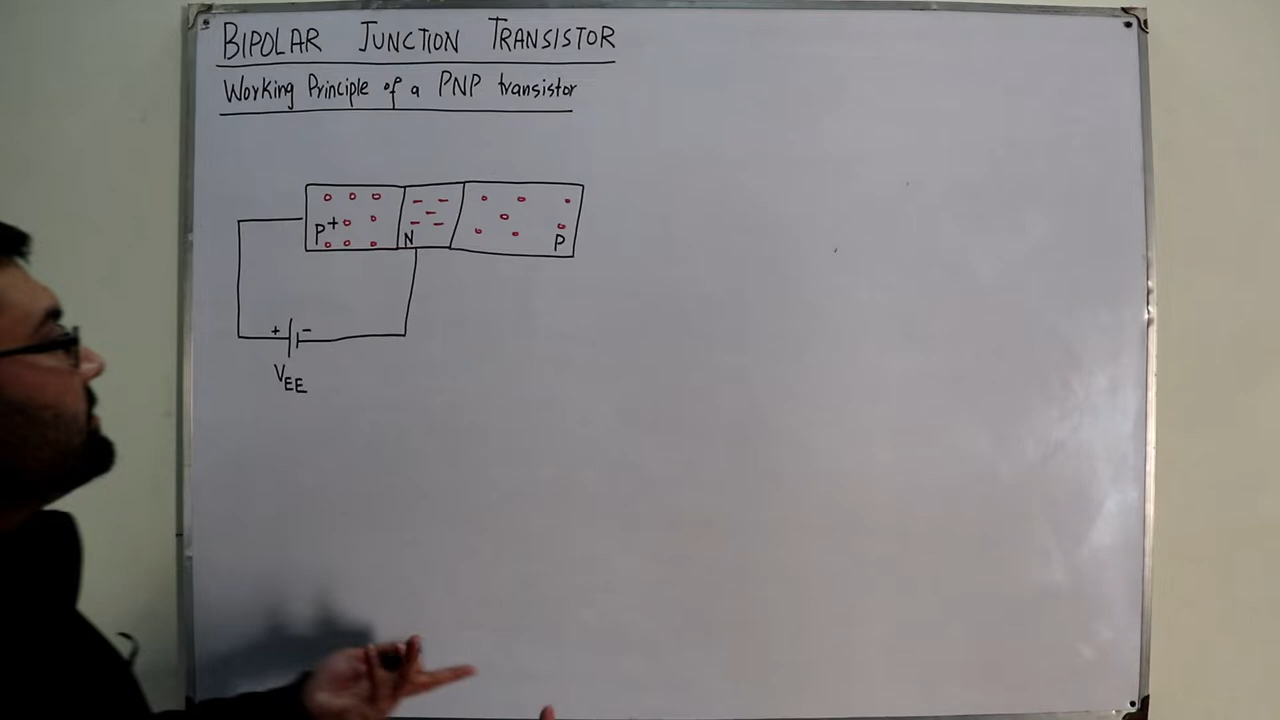 BIPOLAR JUNCTION TRANSISTOR
Working Principle of a PNP transistor
P+
N
P
+ -
VEE